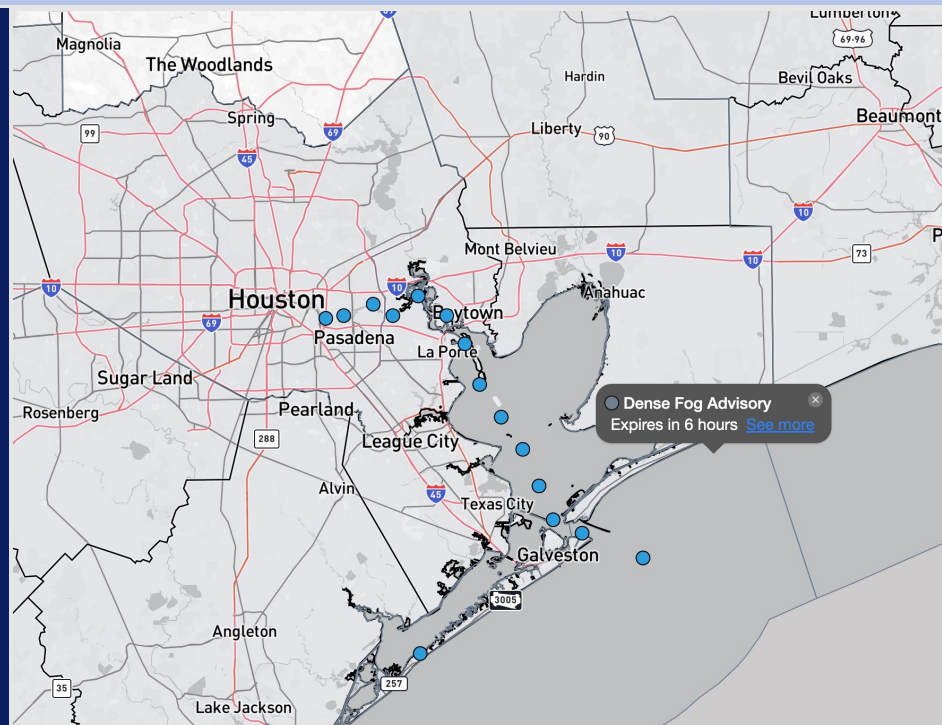 Lumberton
69
69-96
Magnolia
The Woodlands
Hardin
Bevil Oaks
Spring
Beaumont
99
69
Liberty
90
45
10
Mont Belvieu
10
10
73
10
10
Houston
Anahuac
69
Baytown
Pasadena
La Porte
Sugar Land
Dense Fog Advisory
Expires in 6 hours See more
Rosenberg
Pearland
288
League City
Alvin
45
Texas City
Galveston
3005
Angleton
35
257
Lake Jackson